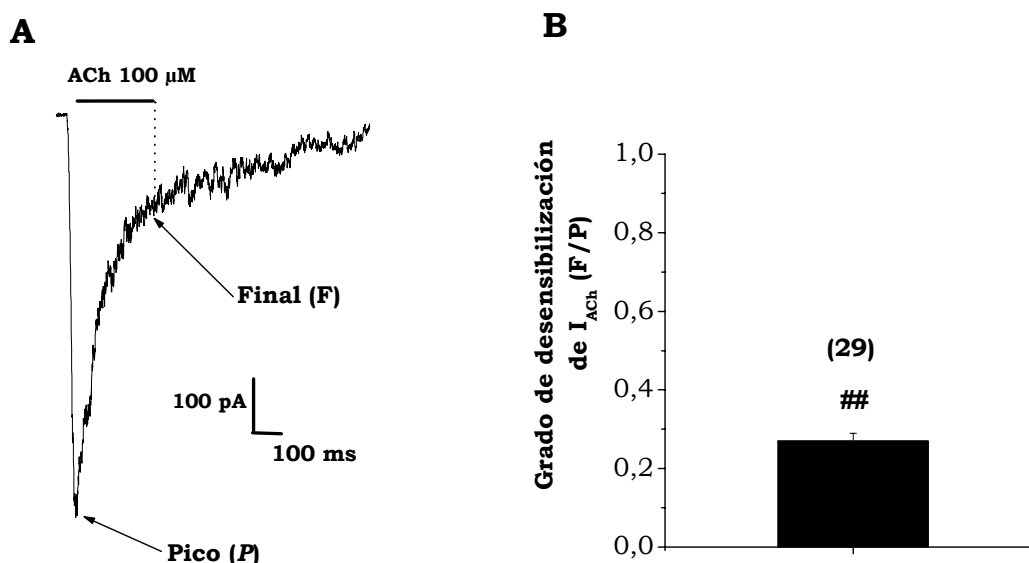 A
ACh 100 µM
Final (F)
100 pA
100 ms
Pico (P)
B
Grado de desensibilización
de I_ACh (F/P)
1,0
0,8
0,6
0,4
0,2
0,0
(29)
##